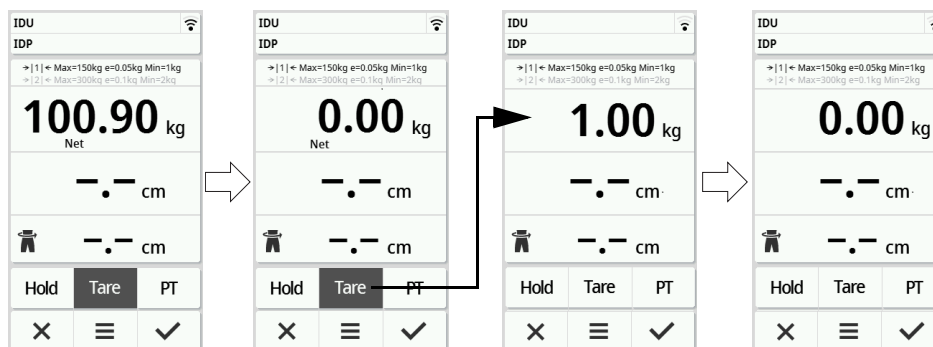 IDU
IDP
→|1|← Max=150kg e=0.05kg Min=1kg
→|2|← Max=300kg e=0.1kg Min=2kg
100.90 kg
Net
–.– cm
–.– cm
Hold Tare PT
IDU
IDP
→|1|← Max=150kg e=0.05kg Min=1kg
→|2|← Max=300kg e=0.1kg Min=2kg
0.00 kg
Net
–.– cm
–.– cm
Hold Tare PT
IDU
IDP
→|1|← Max=150kg e=0.05kg Min=1kg
→|2|← Max=300kg e=0.1kg Min=2kg
1.00 kg
–.– cm
–.– cm
Hold Tare PT
IDU
IDP
→|1|← Max=150kg e=0.05kg Min=1kg
→|2|← Max=300kg e=0.1kg Min=2kg
0.00 kg
–.– cm
–.– cm
Hold Tare PT